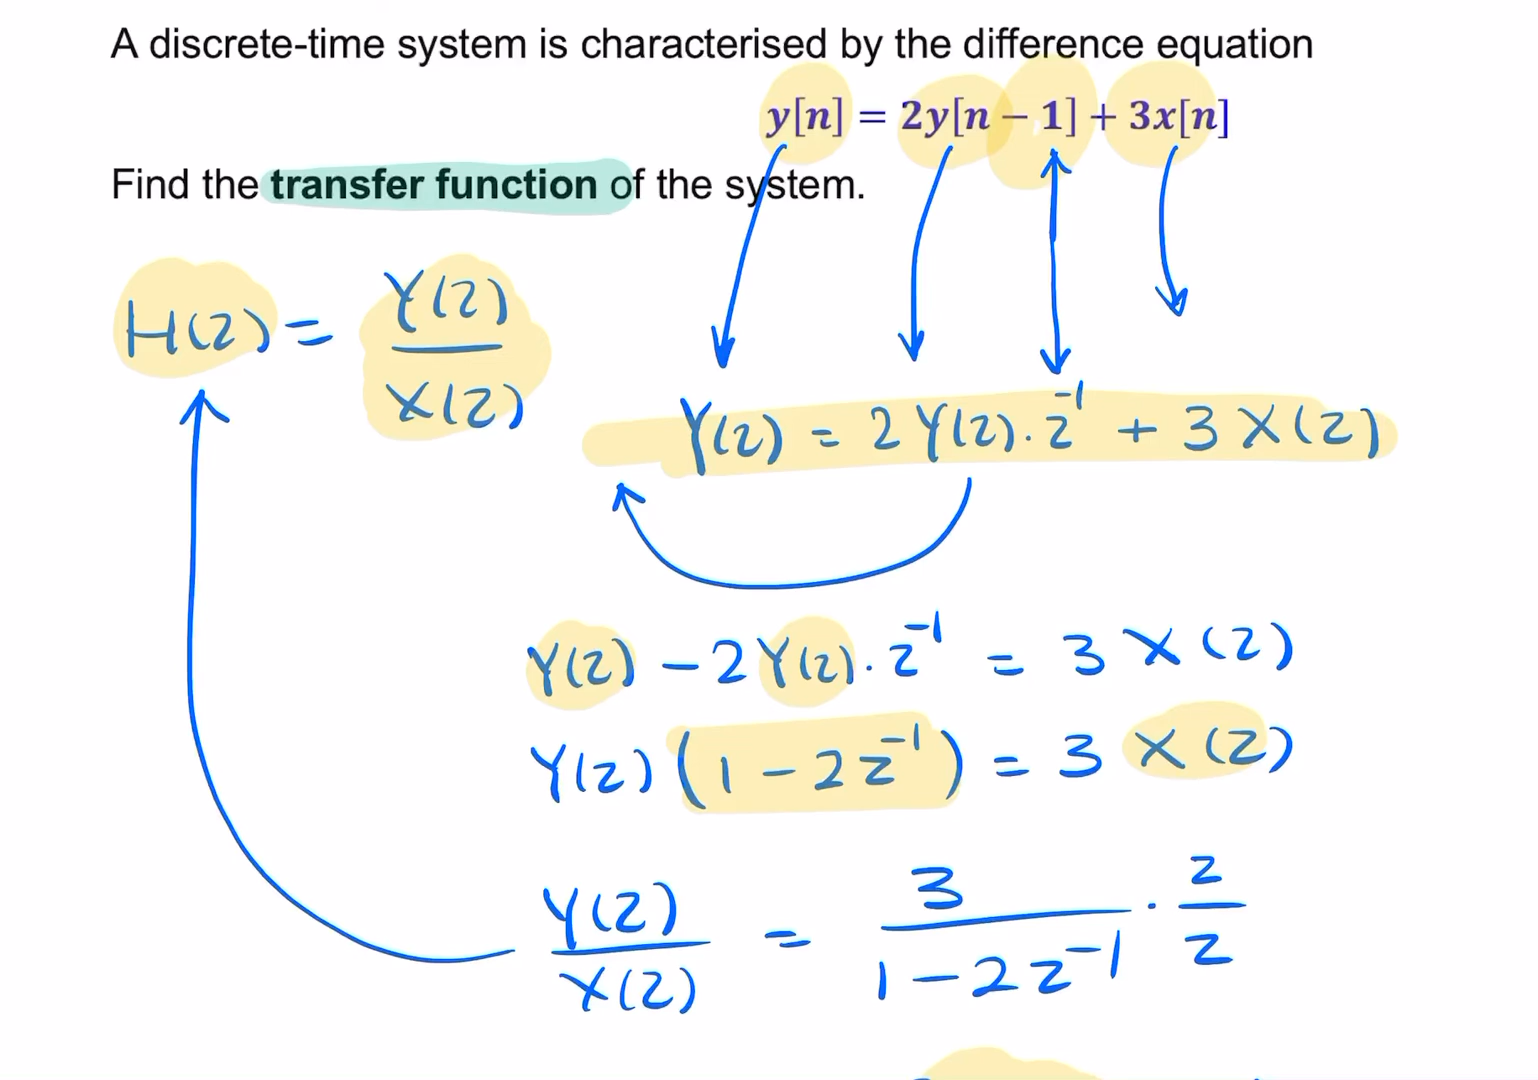 A discrete-time system is characterised by the difference equation
y[n] = 2y[n − 1] + 3x[n]
Find the transfer function of the system.
H(z) = Y(z) / X(z)
Y(z) = 2Y(z)·z⁻¹ + 3X(z)
Y(z) − 2Y(z)·z⁻¹ = 3X(z)
Y(z)(1 − 2z⁻¹) = 3X(z)
Y(z) / X(z) = 3 / 1 − 2z⁻¹ · z / z